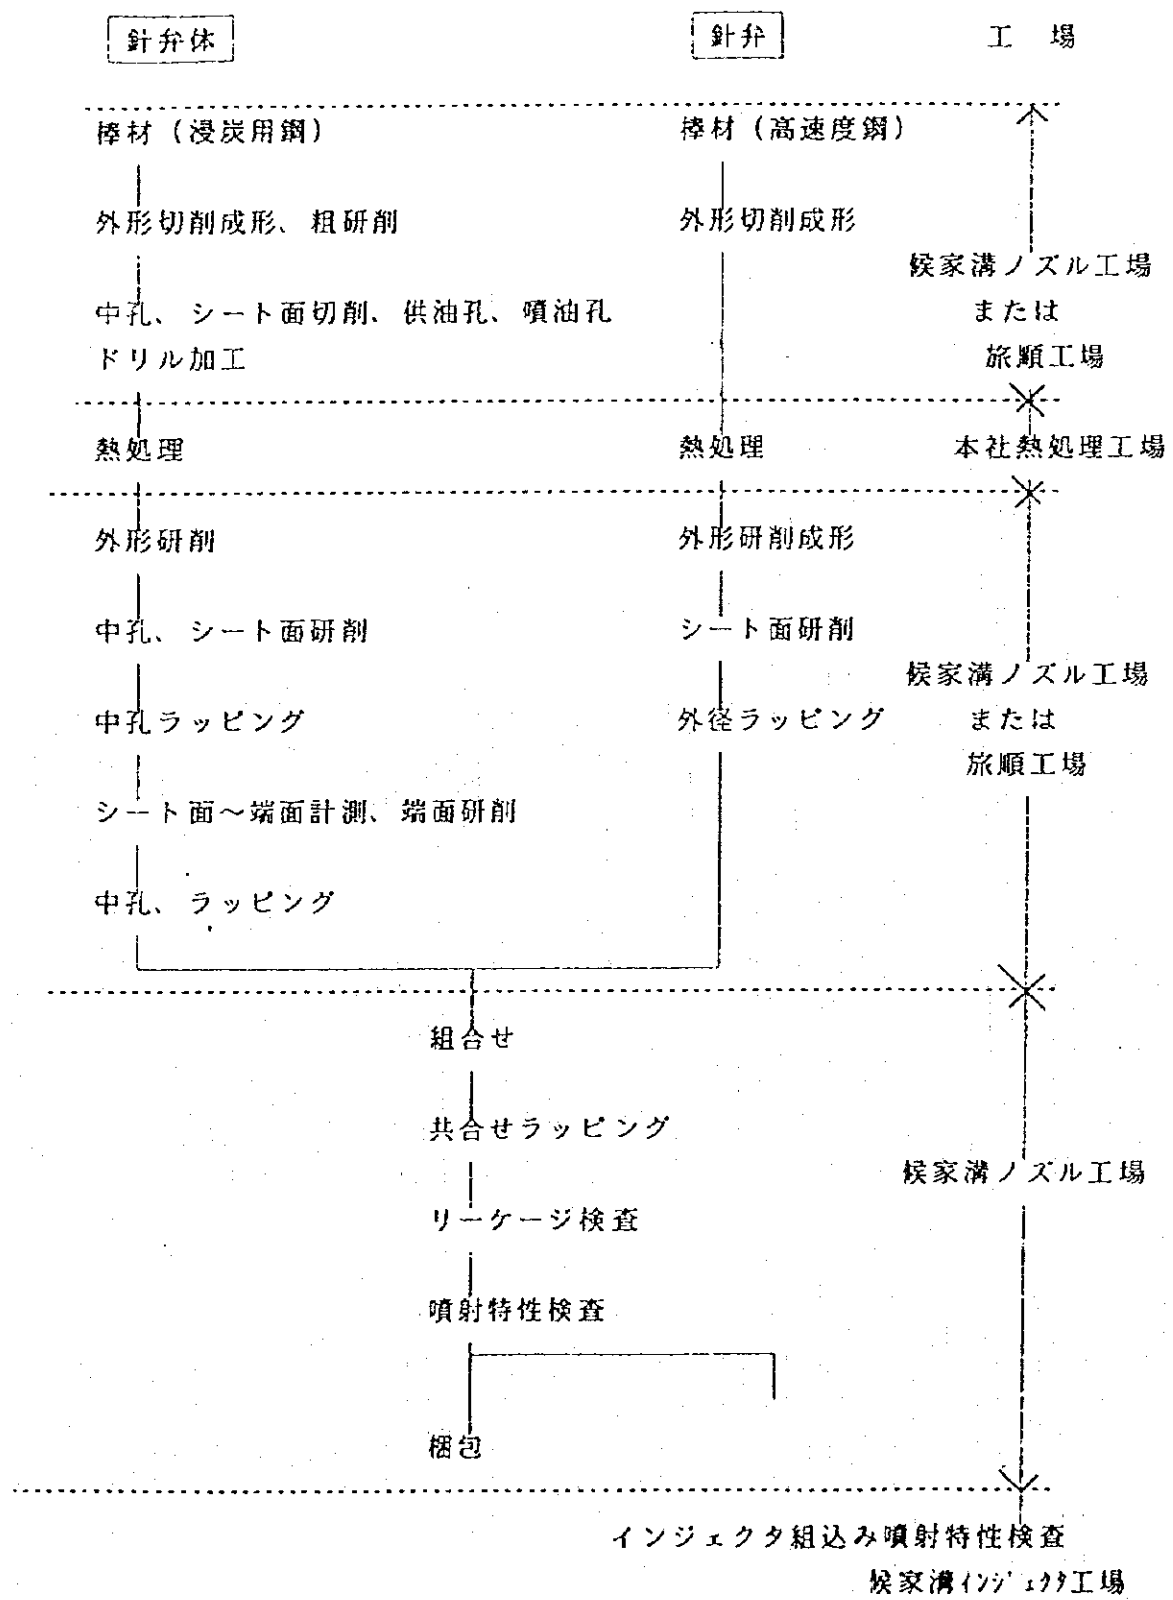 針弁体　針弁　工　場
棒材（浸炭用鋼）　棒材（高速度鋼）
外形切削成形、粗研削　外形切削成形
候家溝ノズル工場
中孔、シート面切削、供油孔、噴油孔　または
ドリル加工　旅順工場
熱処理　熱処理　本社熱処理工場
外形研削　外形研削成形
中孔、シート面研削　シート面研削
候家溝ノズル工場
中孔ラッピング　外径ラッピング　または
旅順工場
シート面～端面計測、端面研削
中孔、ラッピング
組合せ
共合せラッピング
候家溝ノズル工場
リーケージ検査
噴射特性検査
梱包
インジェクタ組込み噴射特性検査
候家溝ｲﾝｼﾞｪｸﾀ工場